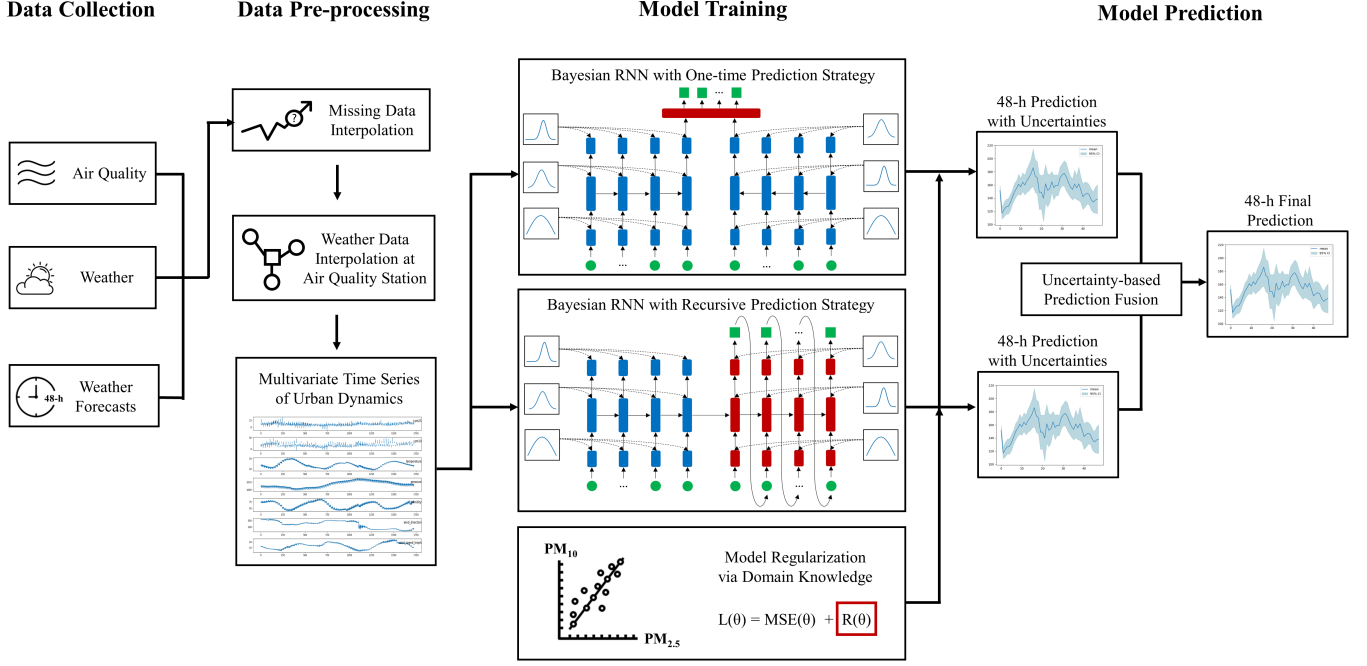 Data Collection
Data Pre-processing
Model Training
Model Prediction
Air Quality
Weather
48-h
Weather
Forecasts
?
Missing Data
Interpolation
Weather Data
Interpolation at
Air Quality Station
Multivariate Time Series
of Urban Dynamics
Bayesian RNN with One-time Prediction Strategy
...
...
...
Bayesian RNN with Recursive Prediction Strategy
...
...
...
PM10
PM2.5
Model Regularization
via Domain Knowledge
L(θ) = MSE(θ) + R(θ)
48-h Prediction
with Uncertainties
48-h Prediction
with Uncertainties
Uncertainty-based
Prediction Fusion
48-h Final
Prediction